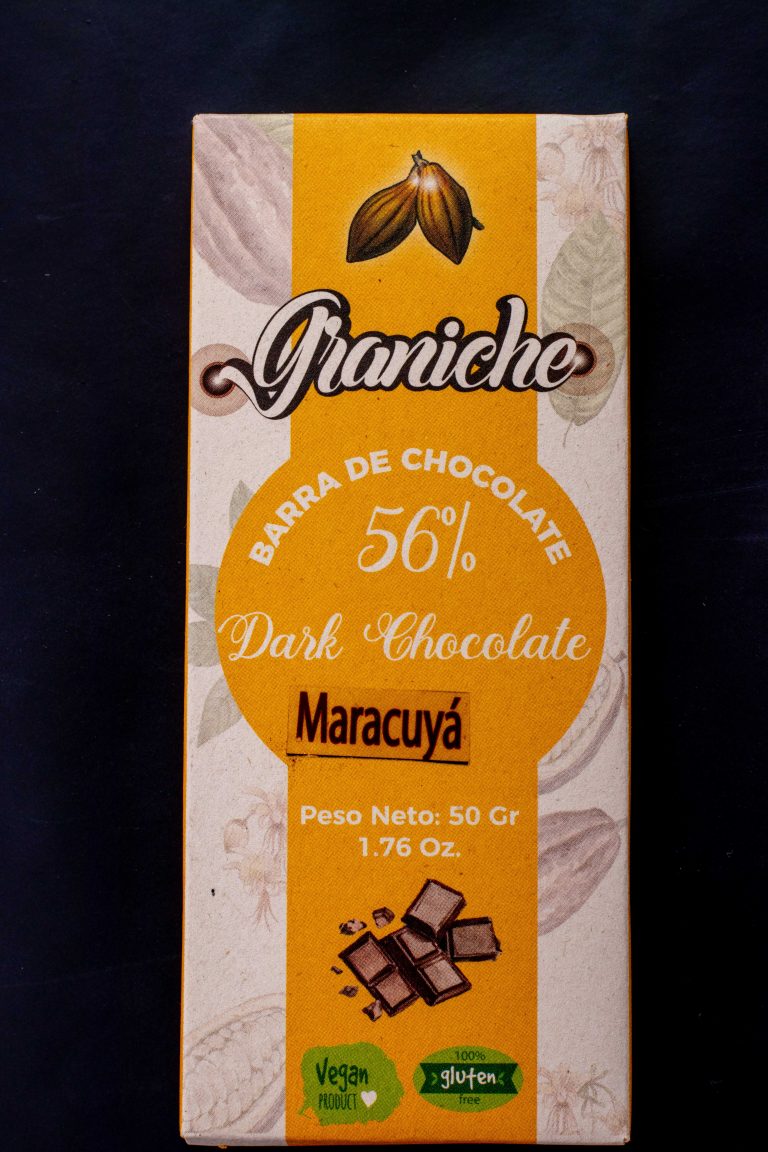 Graniche
BARRA DE CHOCOLATE
56%
Dark Chocolate
Maracuyá
Peso Neto: 50 Gr
1.76 Oz.
Vegan
PRODUCT
100%
gluten
free